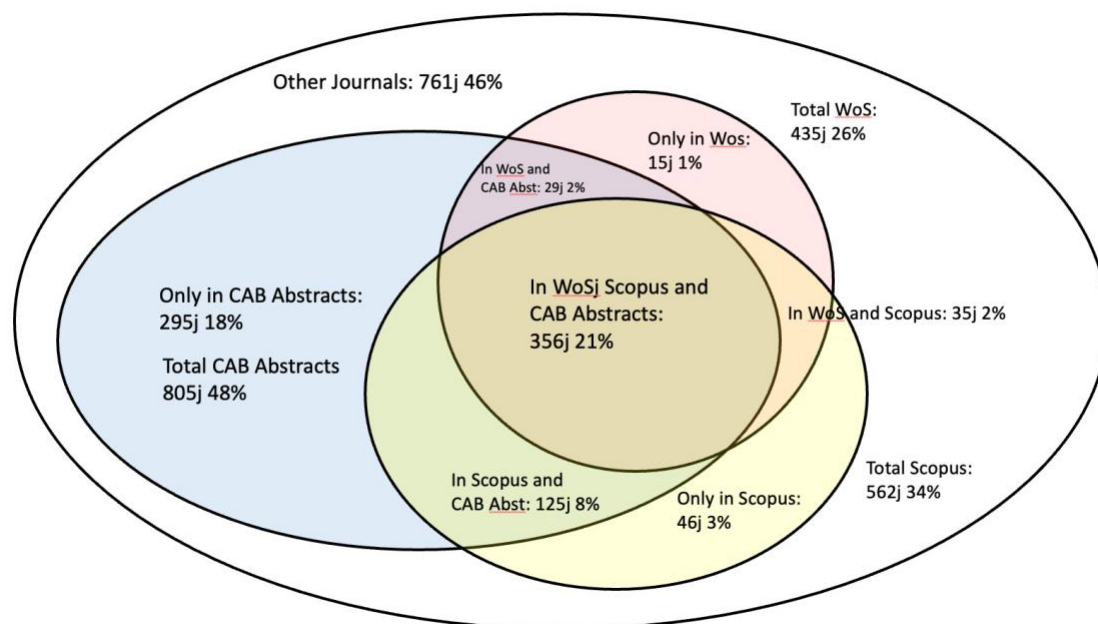 Other Journals: 761j 46%
Total WoS:
435j 26%
Only in Wos:
15j 1%
In WoS and
CAB Abst: 29j 2%
Only in CAB Abstracts:
295j 18%
Total CAB Abstracts
805j 48%
In WoSj Scopus and
CAB Abstracts:
356j 21%
In WoS and Scopus: 35j 2%
In Scopus and
CAB Abst: 125j 8%
Only in Scopus:
46j 3%
Total Scopus:
562j 34%